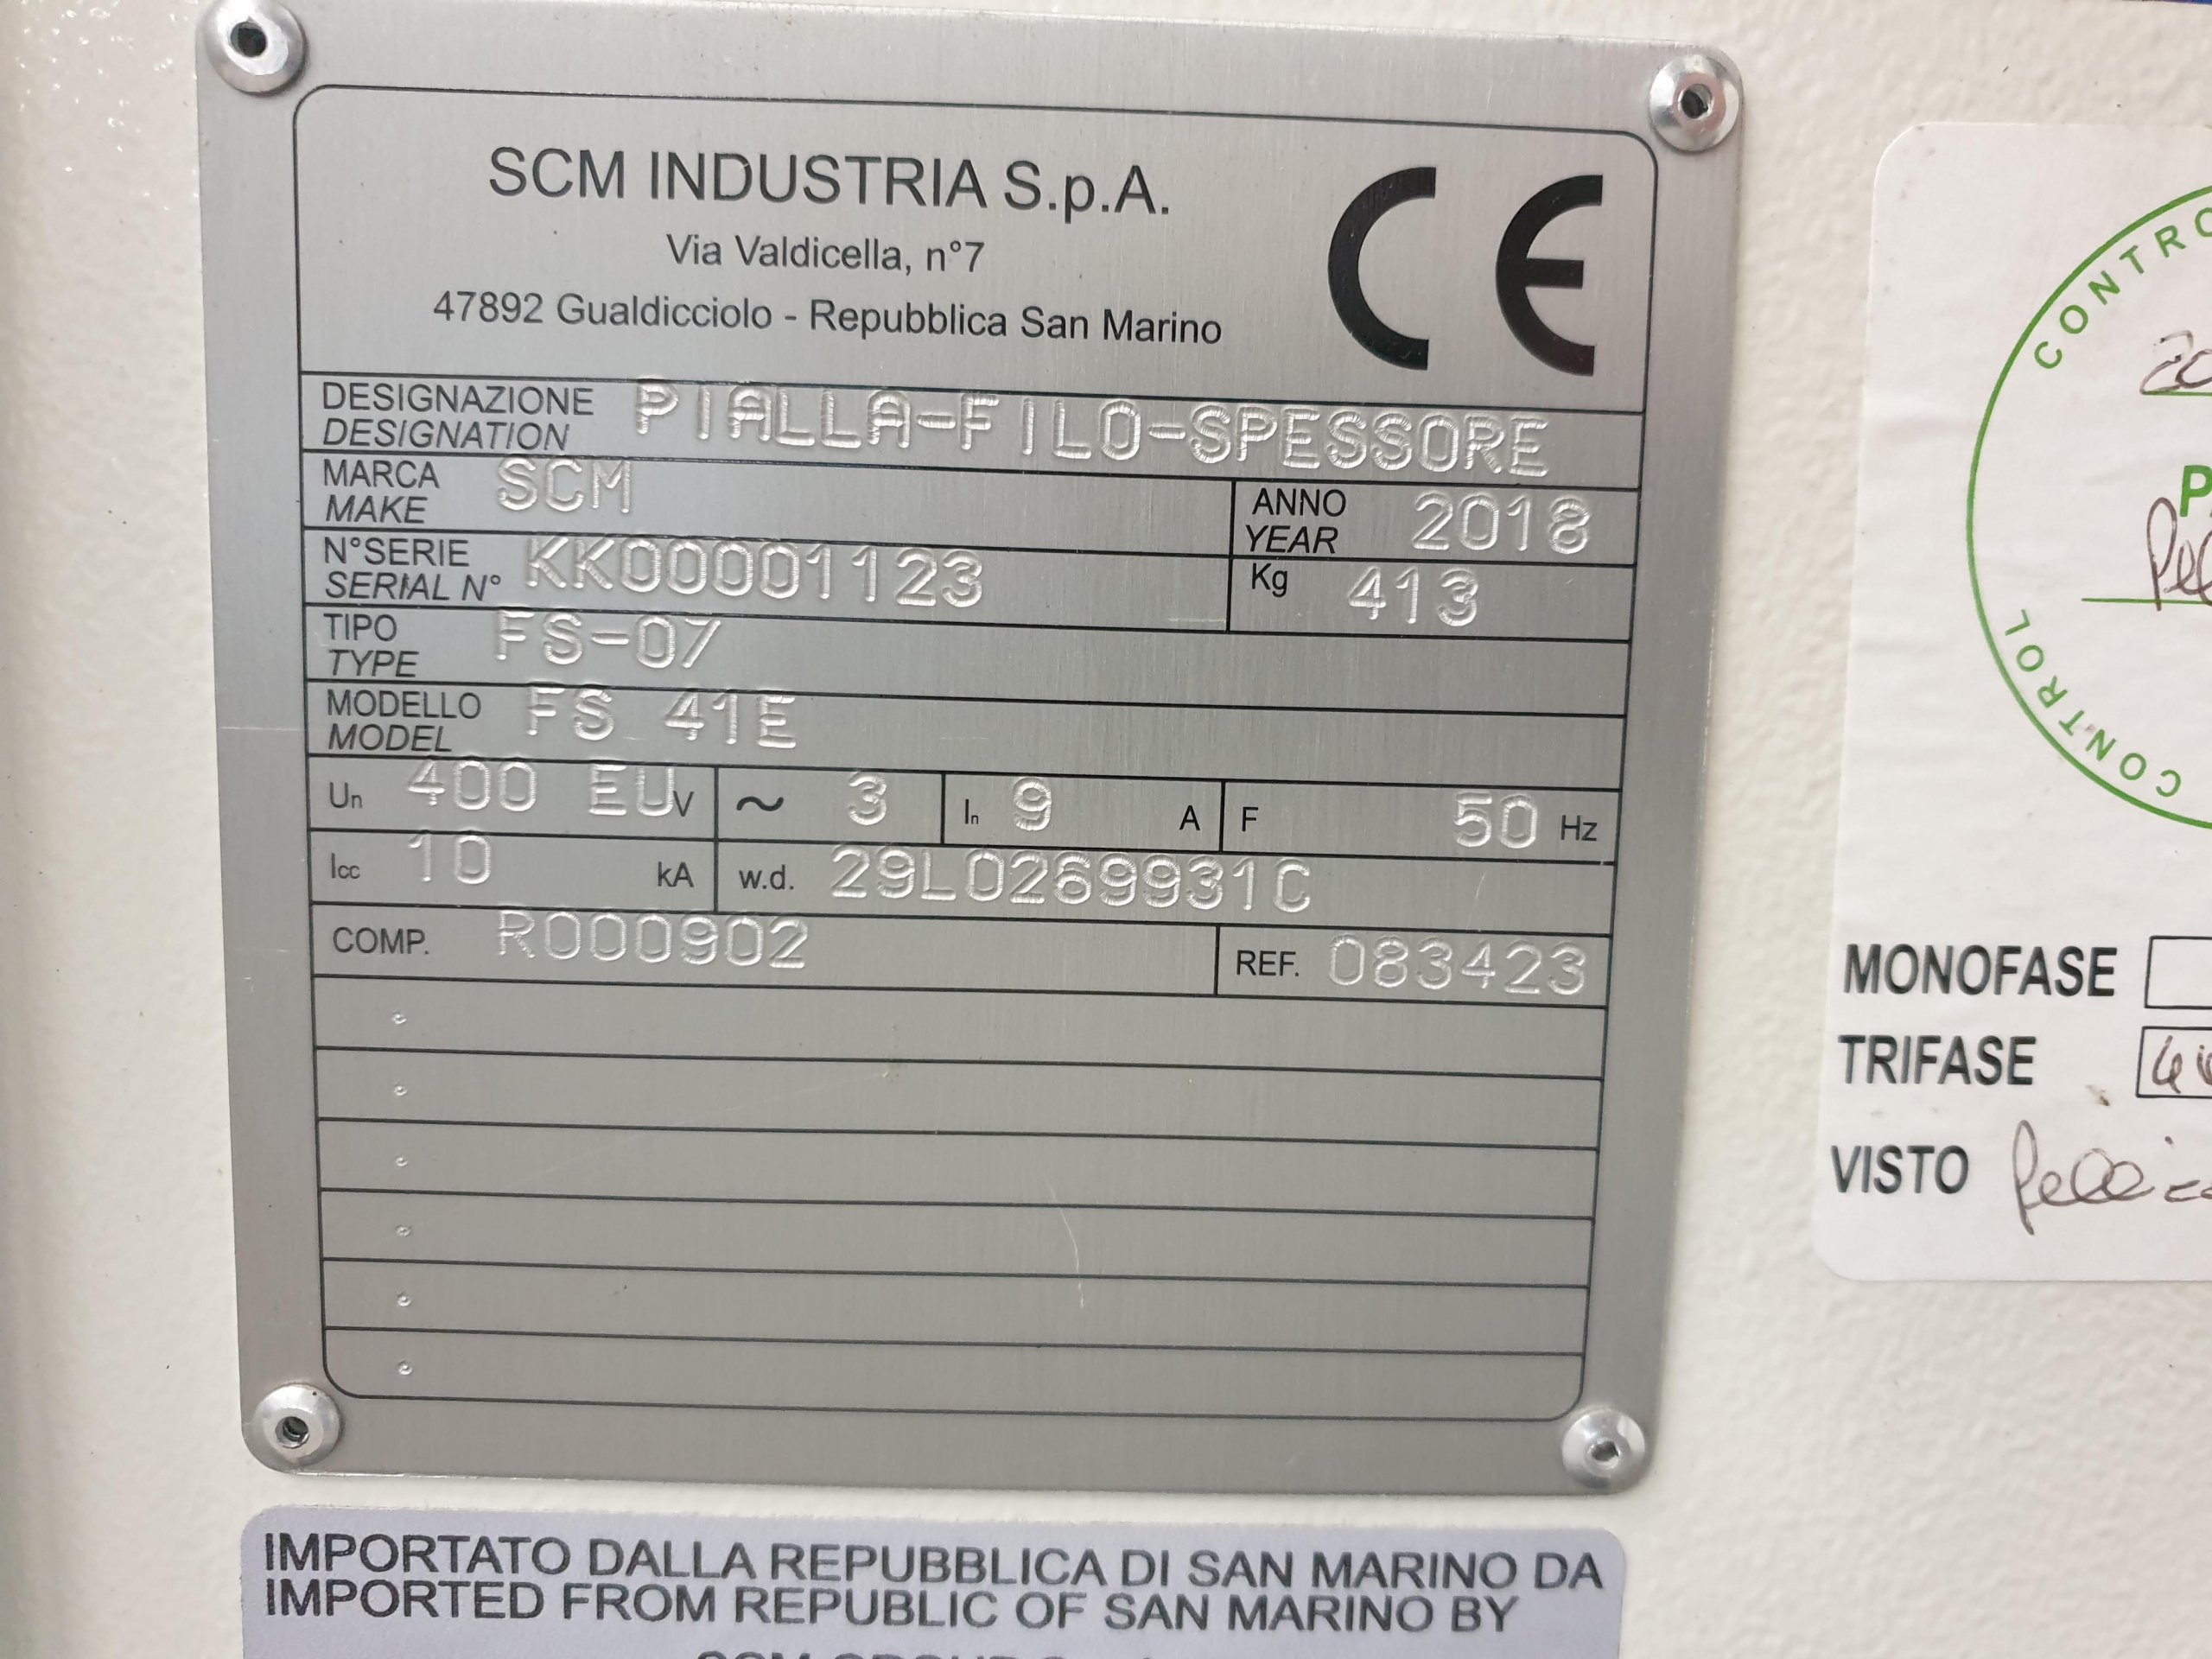 SCM INDUSTRIA S.p.A.
Via Valdicella, n°7
47892 Gualdicciolo - Repubblica San Marino
CE
DESIGNAZIONE
DESIGNATION
PIALLA-FILO-SPESSORE
MARCA
MAKE
SCM
ANNO
YEAR
2018
N°SERIE
SERIAL N°
KK00001123
Kg 413
TIPO
TYPE
FS-07
MODELLO
MODEL
FS 41E
Un 400 EU V
~ 3
In 9 A
F 50 Hz
Icc 10 kA
w.d. 29L0269931C
COMP. R000902
REF. 083423
IMPORTATO DALLA REPUBBLICA DI SAN MARINO DA
IMPORTED FROM REPUBLIC OF SAN MARINO BY
CONTROL
MONOFASE
TRIFASE
VISTO